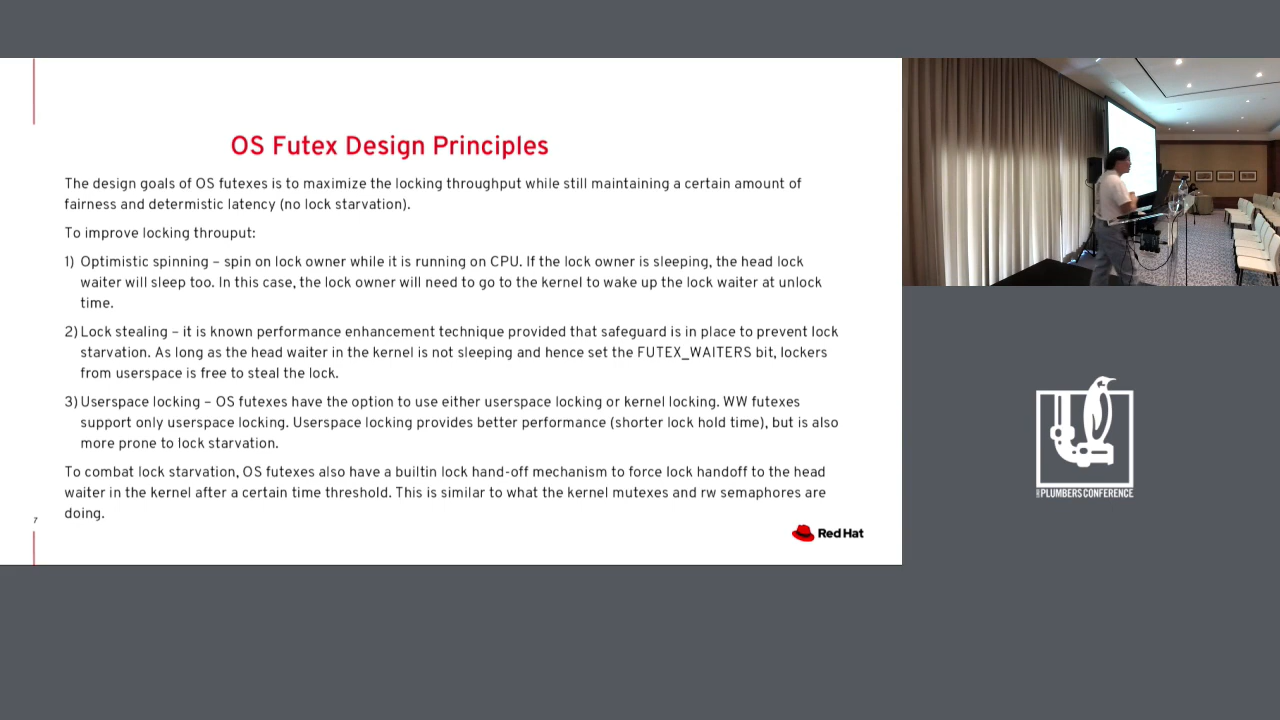 OS Futex Design Principles
The design goals of OS futexes is to maximize the locking throughput while still maintaining a certain amount of
fairness and determistic latency (no lock starvation).
To improve locking throuput:
1) Optimistic spinning – spin on lock owner while it is running on CPU. If the lock owner is sleeping, the head lock
waiter will sleep too. In this case, the lock owner will need to go to the kernel to wake up the lock waiter at unlock
time.
2) Lock stealing – it is known performance enhancement technique provided that safeguard is in place to prevent lock
starvation. As long as the head waiter in the kernel is not sleeping and hence set the FUTEX_WAITERS bit, lockers
from userspace is free to steal the lock.
3) Userspace locking – OS futexes have the option to use either userspace locking or kernel locking. WW futexes
support only userspace locking. Userspace locking provides better performance (shorter lock hold time), but is also
more prone to lock starvation.
To combat lock starvation, OS futexes also have a builtin lock hand-off mechanism to force lock handoff to the head
waiter in the kernel after a certain time threshold. This is similar to what the kernel mutexes and rw semaphores are
doing.
7
Red Hat
PLUMBERS CONFERENCE